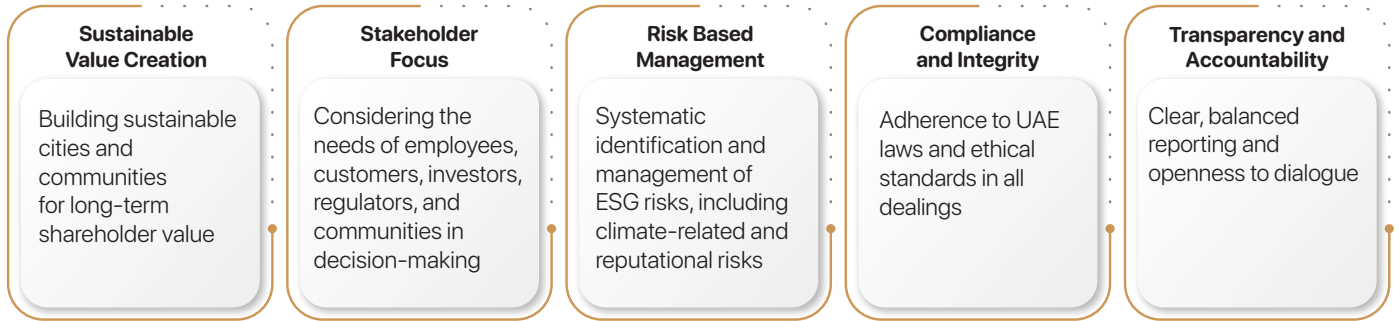 Sustainable
Value Creation
Building sustainable
cities and
communities
for long-term
shareholder value
Stakeholder
Focus
Considering the
needs of employees,
customers, investors,
regulators, and
communities in
decision-making
Risk Based
Management
Systematic
identification and
management of
ESG risks, including
climate-related and
reputational risks
Compliance
and Integrity
Adherence to UAE
laws and ethical
standards in all
dealings
Transparency and
Accountability
Clear, balanced
reporting and
openness to dialogue